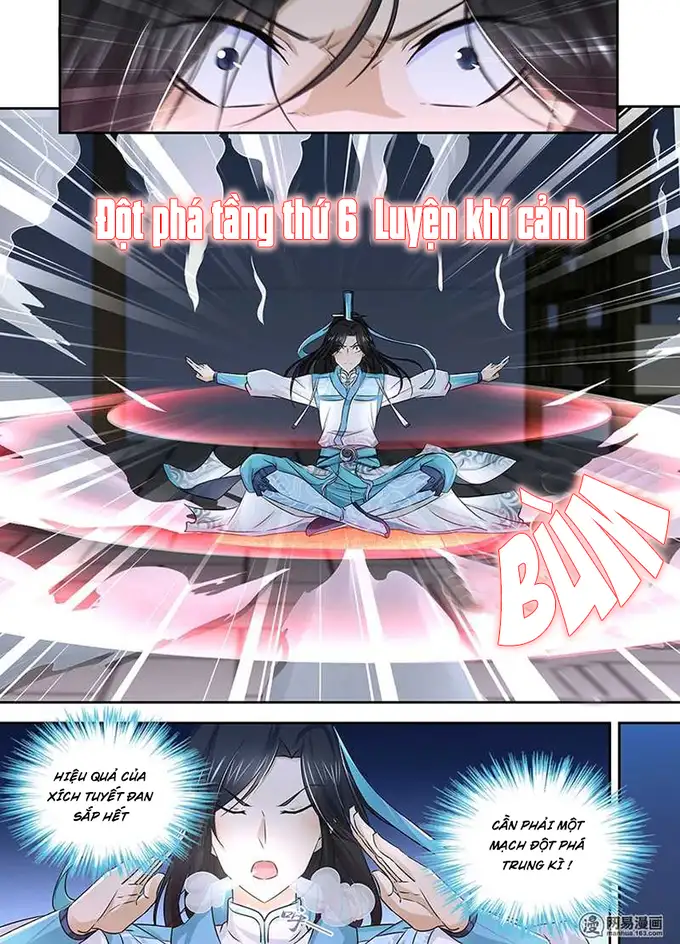 Đột phá tầng thứ 6 Luyện khí cảnh
BÙM
HIỆU QUẢ CỦA
XÍCH TUYẾT ĐAN
SẮP HẾT
CẦN PHẢI MỘT
MẠCH ĐỘT PHÁ
TRUNG KÌ !
呼
网易漫画
manhua.163.com